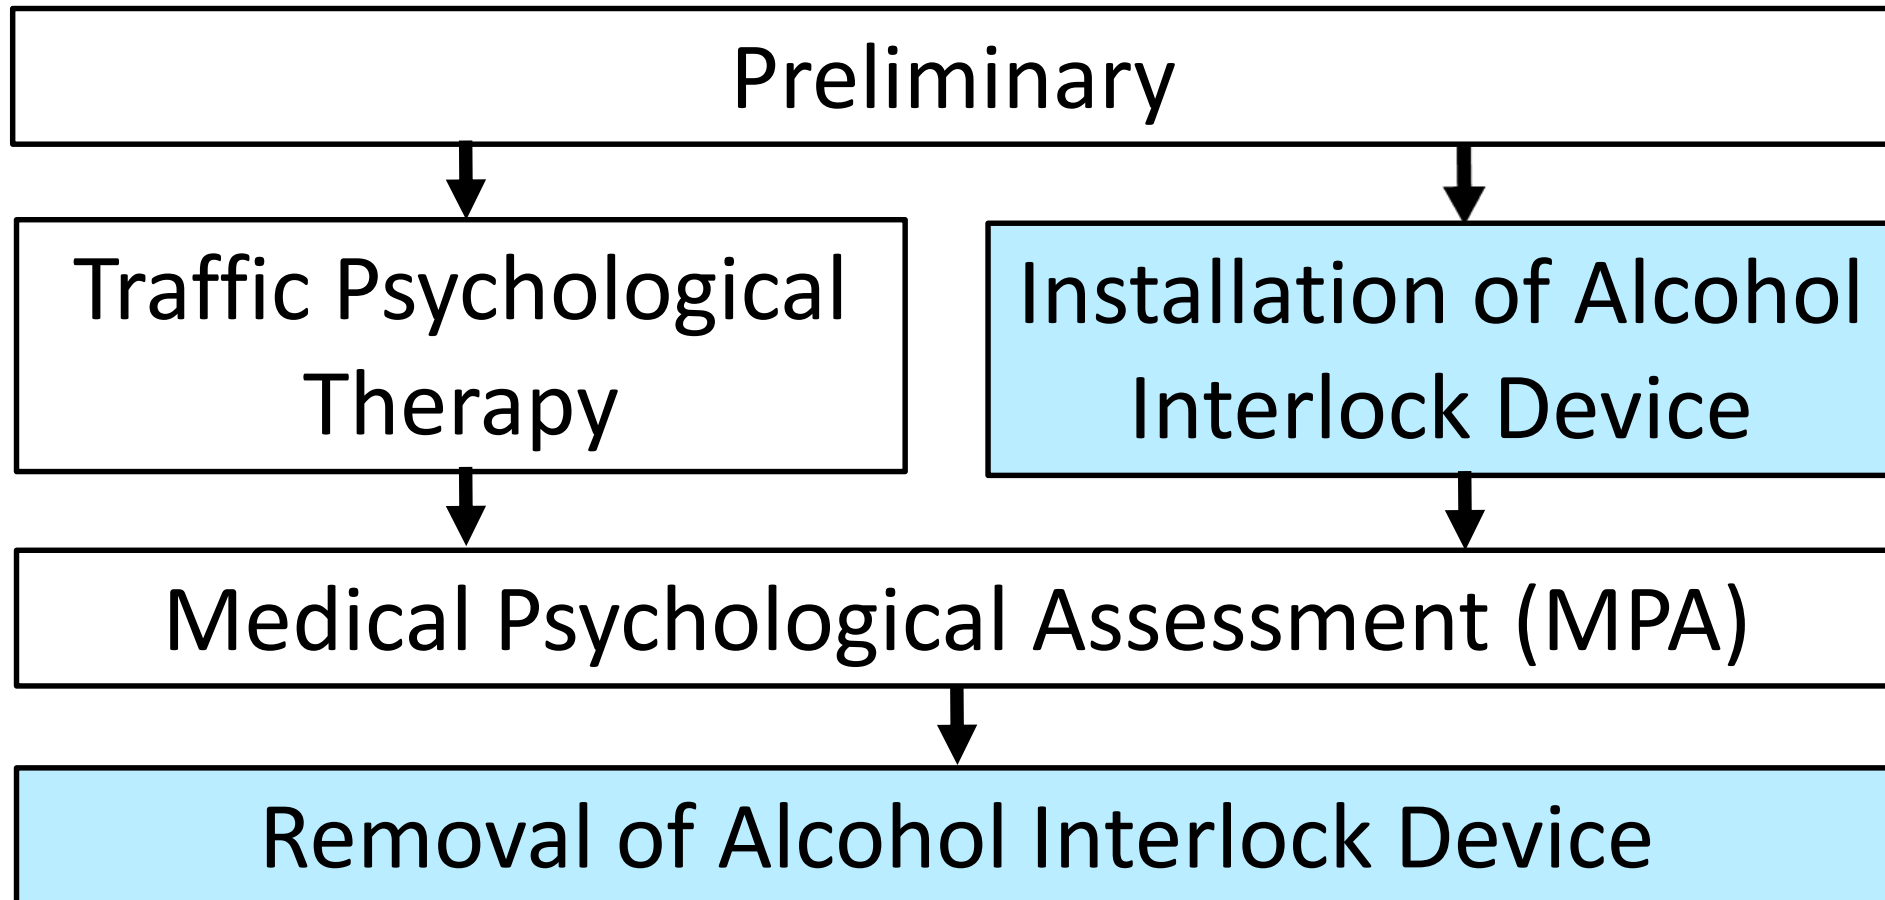 Preliminary
Traffic Psychological
Therapy
Installation of Alcohol
Interlock Device
Medical Psychological Assessment (MPA)
Removal of Alcohol Interlock Device